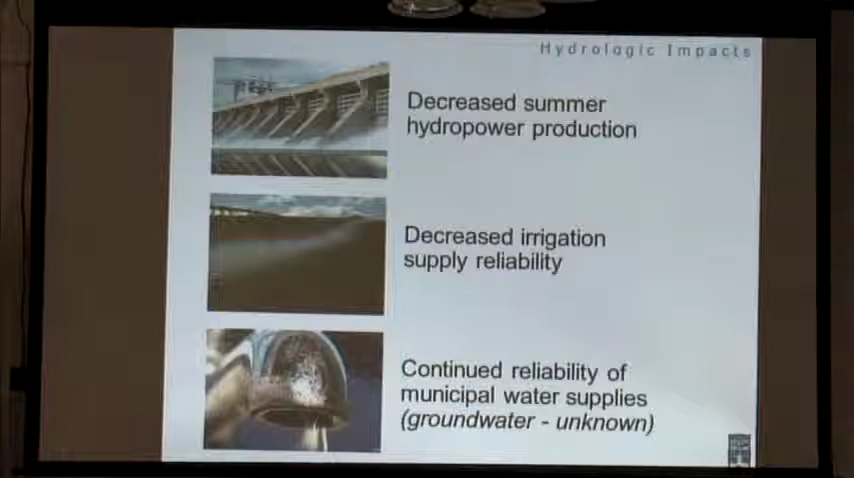 Hydrologic Impacts
Decreased summer
hydropower production
Decreased irrigation
supply reliability
Continued reliability of
municipal water supplies
(groundwater - unknown)